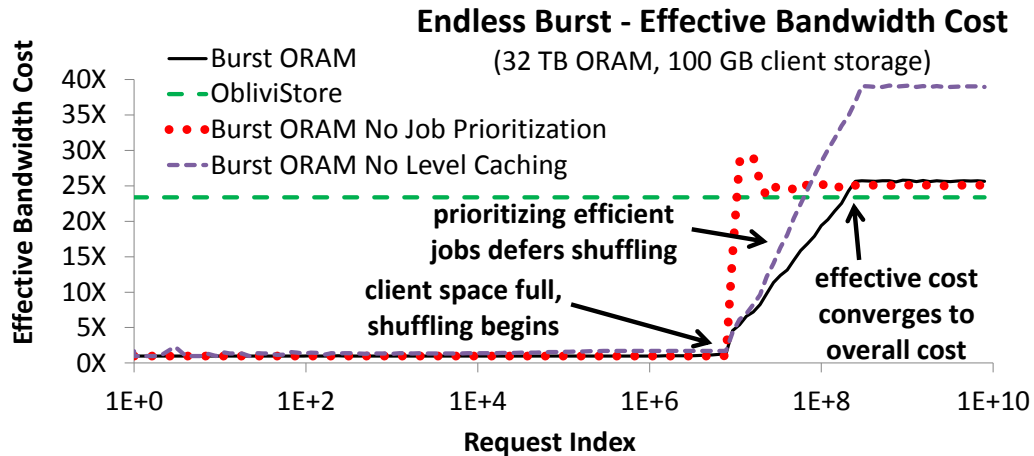 Endless Burst - Effective Bandwidth Cost
(32 TB ORAM, 100 GB client storage)
Burst ORAM
ObliviStore
Burst ORAM No Job Prioritization
Burst ORAM No Level Caching
Effective Bandwidth Cost
40X
35X
30X
25X
20X
15X
10X
5X
0X
prioritizing efficient
jobs defers shuffling
client space full,
shuffling begins
effective cost
converges to
overall cost
1E+0
1E+2
1E+4
1E+6
1E+8
1E+10
Request Index